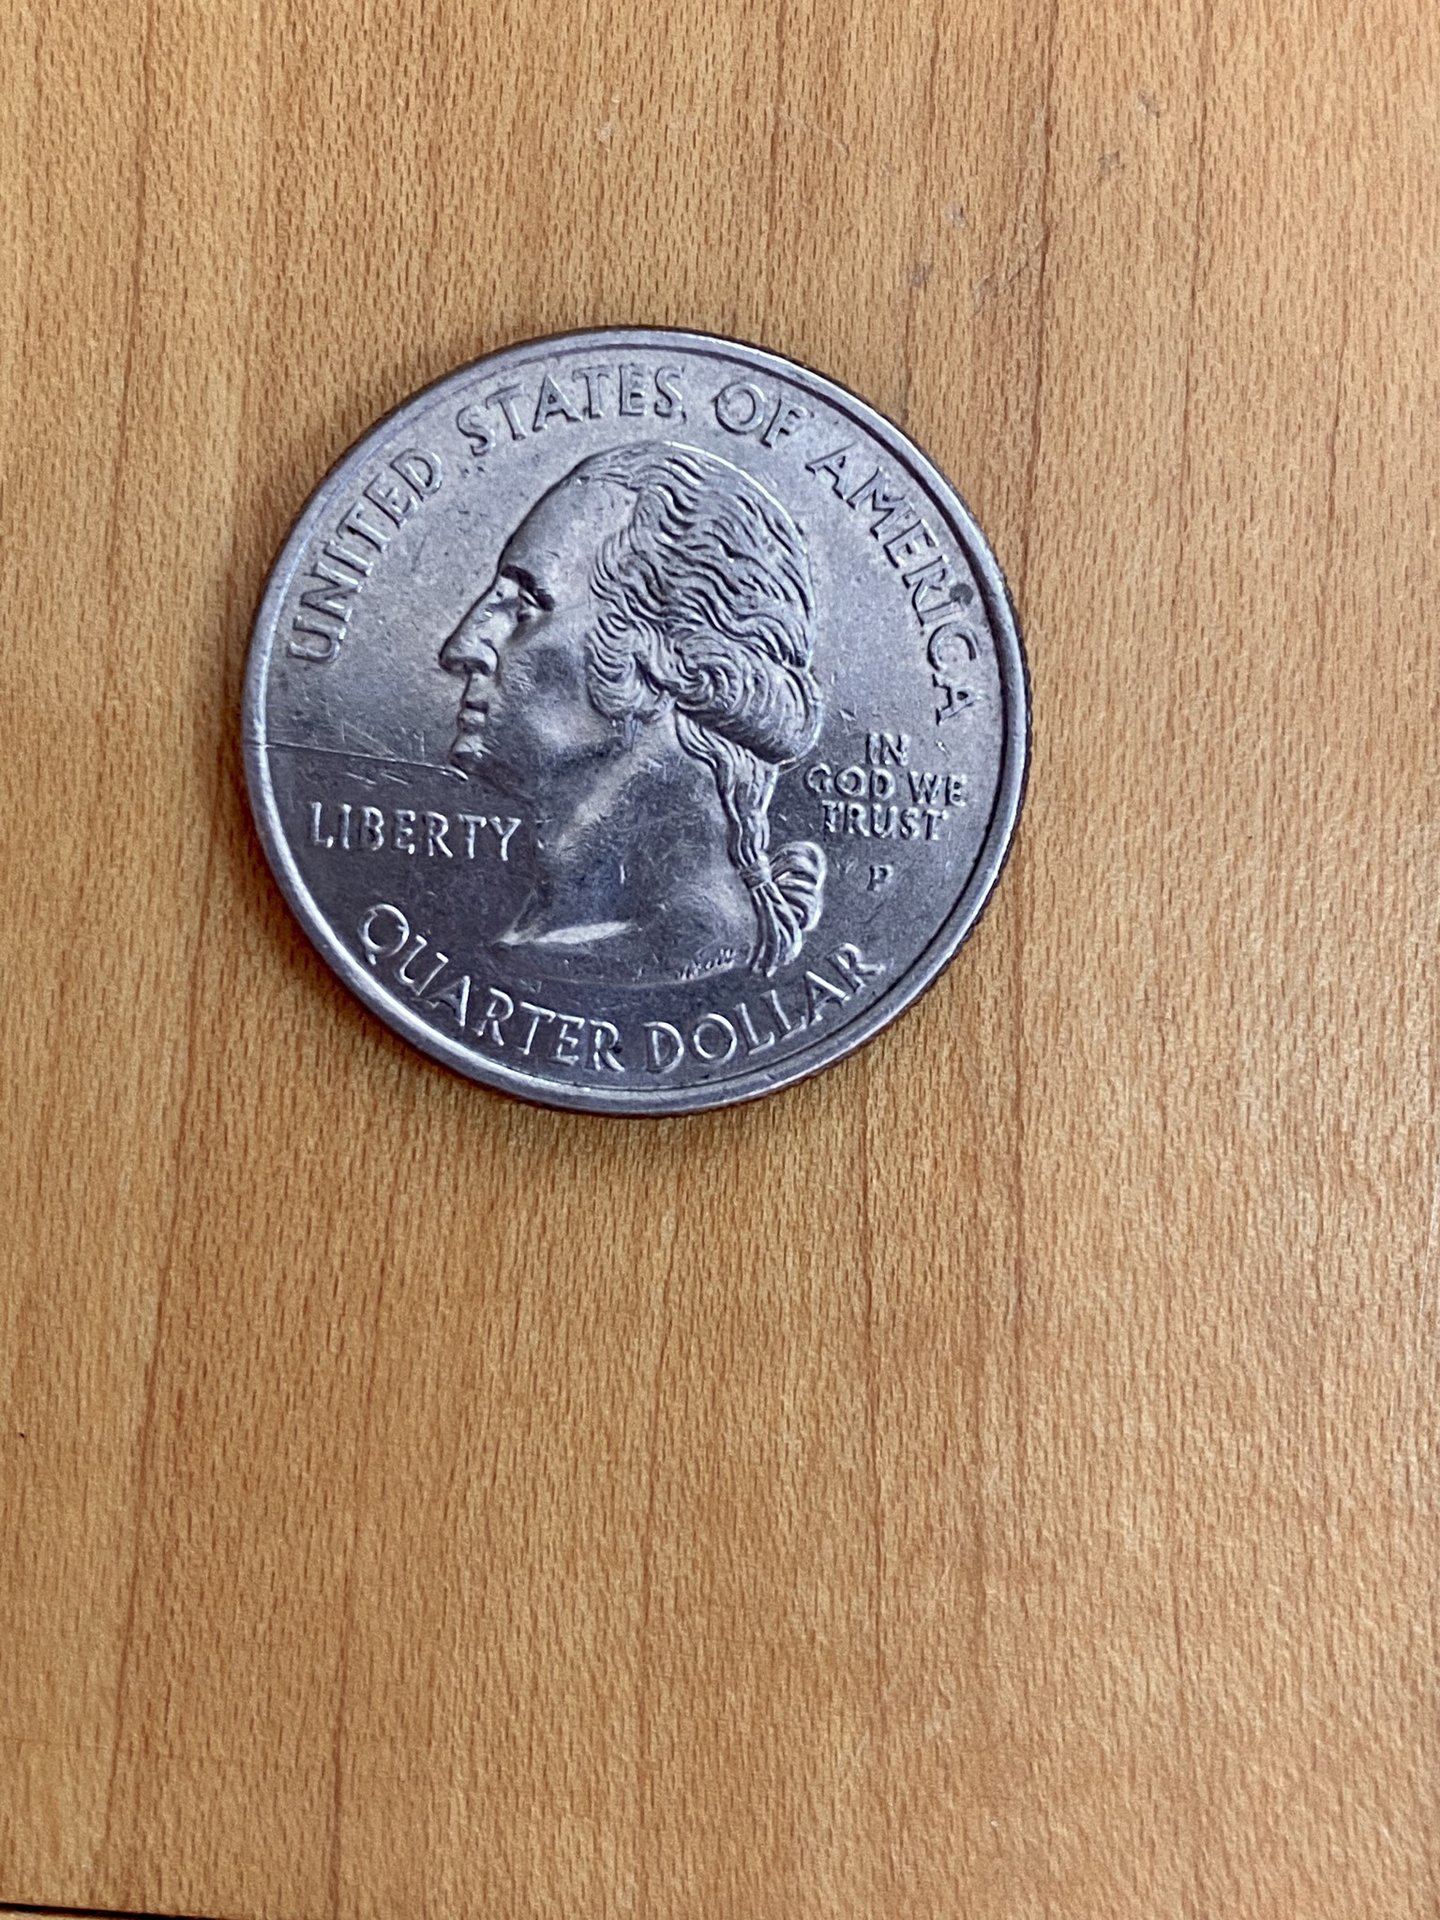 UNITED STATES OF AMERICA
LIBERTY
IN
GOD WE
TRUST
P
QUARTER DOLLAR